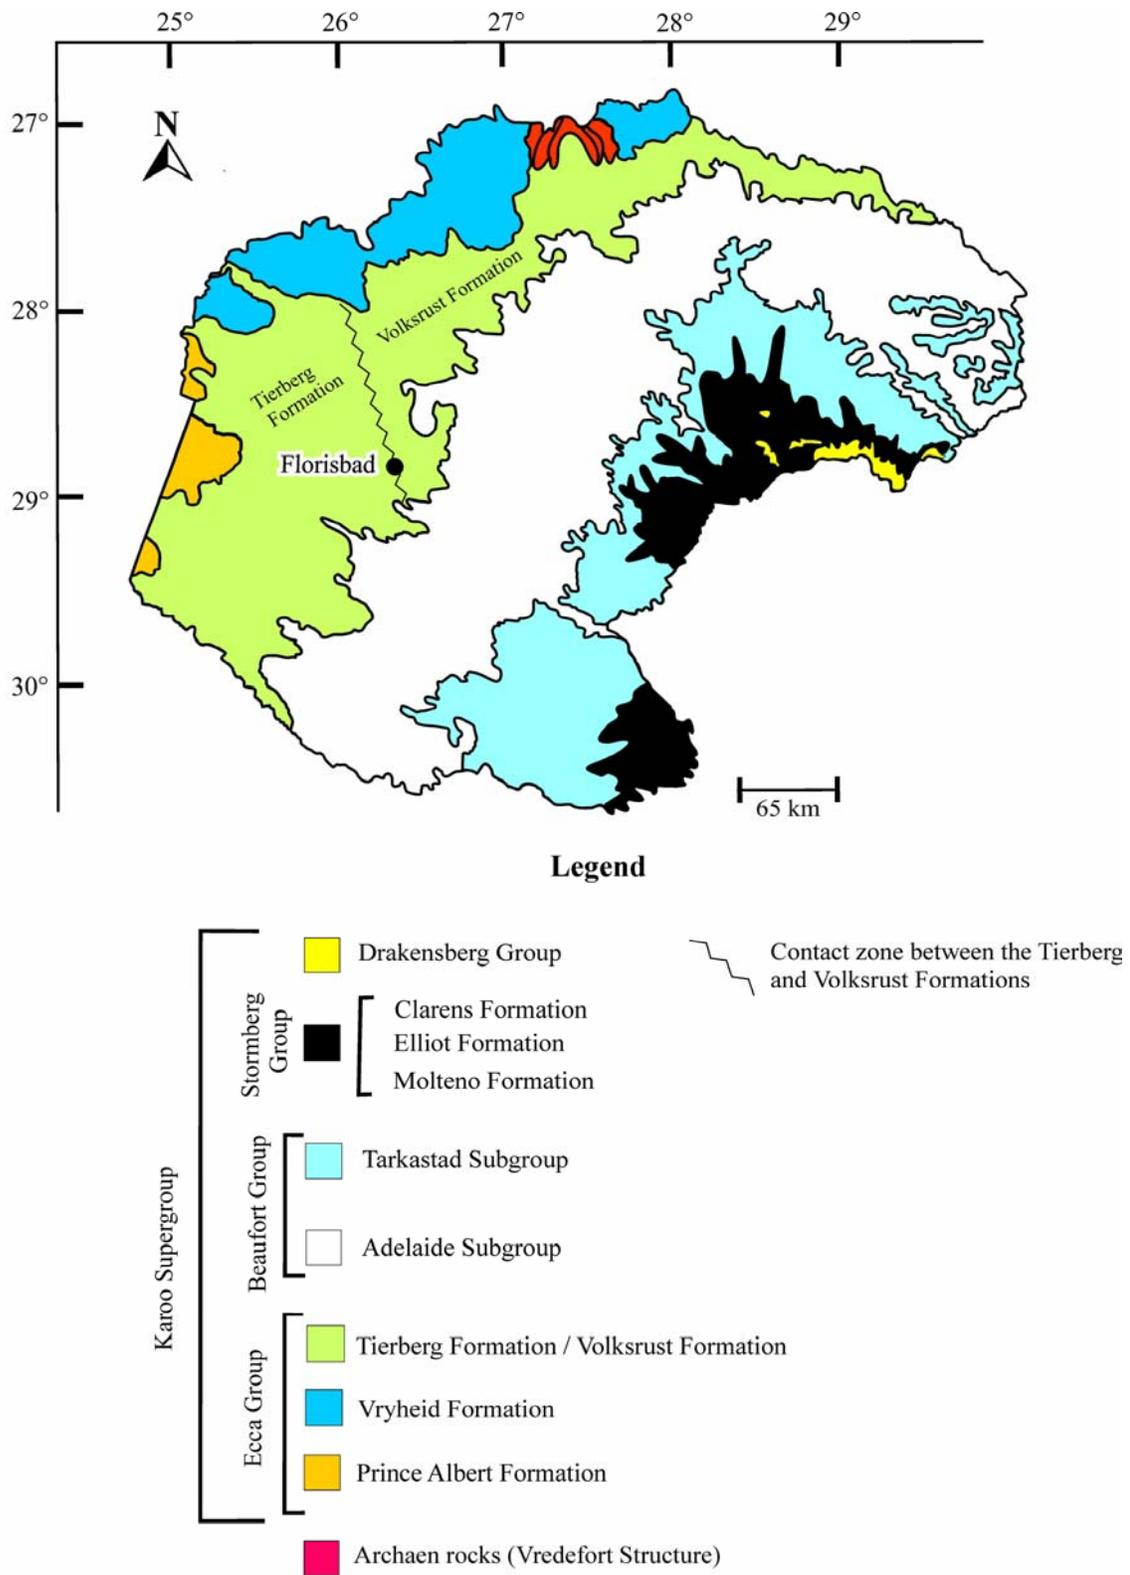 25° 26° 27° 28° 29°
27°
N
28°
Volksrust Formation
Tierberg
Formation
Florisbad
29°
30°
65 km
Legend
Karoo Supergroup
Drakensberg Group
Contact zone between the Tierberg
and Volksrust Formations
Stormberg
Group
Clarens Formation
Elliot Formation
Molteno Formation
Beaufort Group
Tarkastad Subgroup
Adelaide Subgroup
Ecca Group
Tierberg Formation / Volksrust Formation
Vryheid Formation
Prince Albert Formation
Archaen rocks (Vredefort Structure)